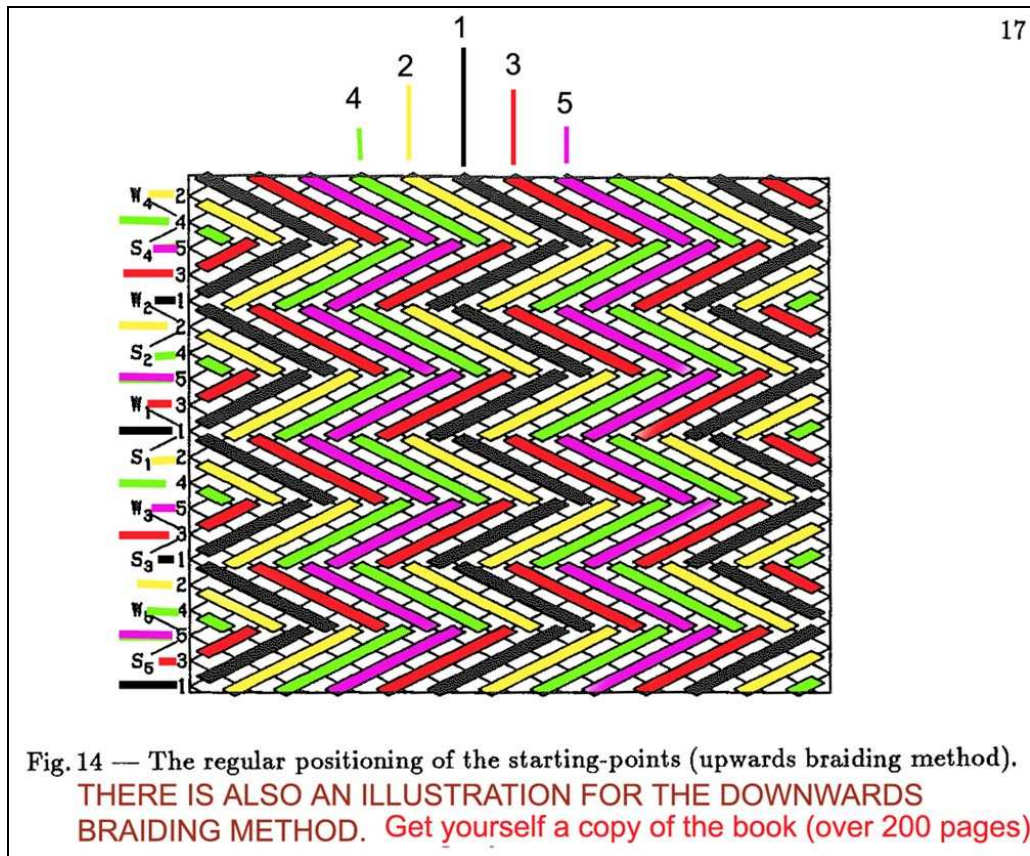 17
1
2
3
4
5
W4 2
4
S4 5
3
W2 1
2
S2 4
5
W1 3
1
S1 2
4
W3 5
3
S3 1
2
W5 4
5
S5 3
1
Fig. 14 — The regular positioning of the starting-points (upwards braiding method).
THERE IS ALSO AN ILLUSTRATION FOR THE DOWNWARDS
BRAIDING METHOD. Get yourself a copy of the book (over 200 pages)